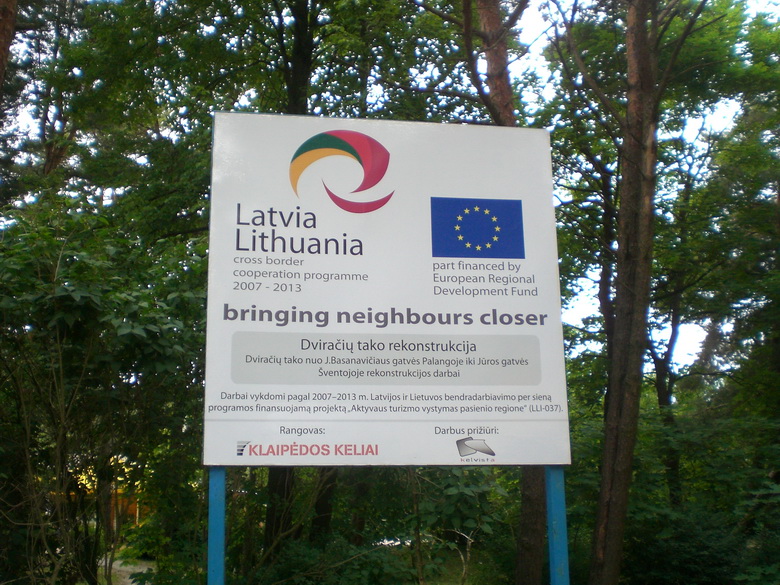 Latvia
Lithuania
cross border
cooperation programme
2007 - 2013
part financed by
European Regional
Development Fund
bringing neighbours closer
Dviračių tako rekonstrukcija
Dviračių tako nuo J.Basanavičiaus gatvės Palangoje iki Jūros gatvės
Šventojoje rekonstrukcijos darbai
Darbai vykdomi pagal 2007–2013 m. Latvijos ir Lietuvos bendradarbiavimo per sieną
programos finansuojamą projektą „Aktyvaus turizmo vystymas pasienio regione" (LLI-037).
Rangovas:
KLAIPĖDOS KELIAI
Darbus prižiūri:
kelvista